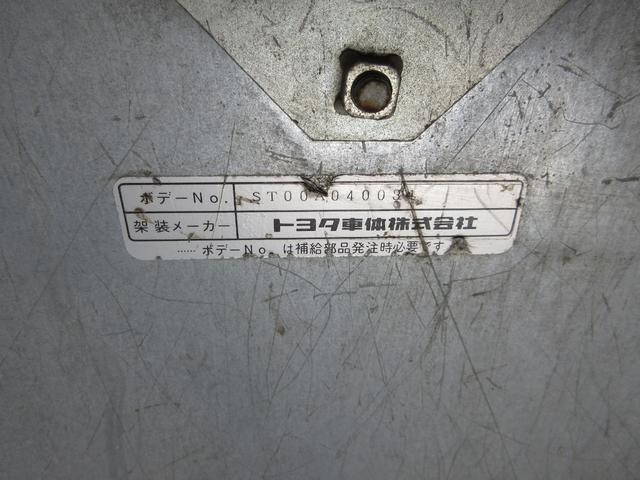 ボデーNo. ST00A040034
架装メーカー トヨタ車体株式会社
……ボデーNo.は補給部品発注時必要です